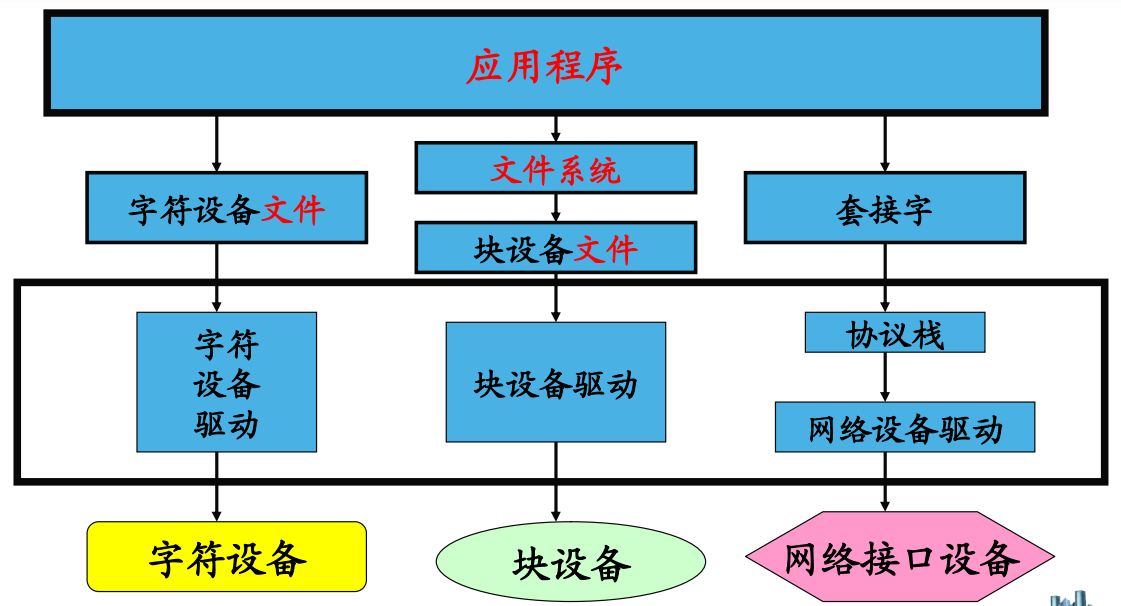 应用程序
文件系统
字符设备文件
套接字
块设备文件
字符
设备
驱动
块设备驱动
协议栈
网络设备驱动
字符设备
块设备
网络接口设备